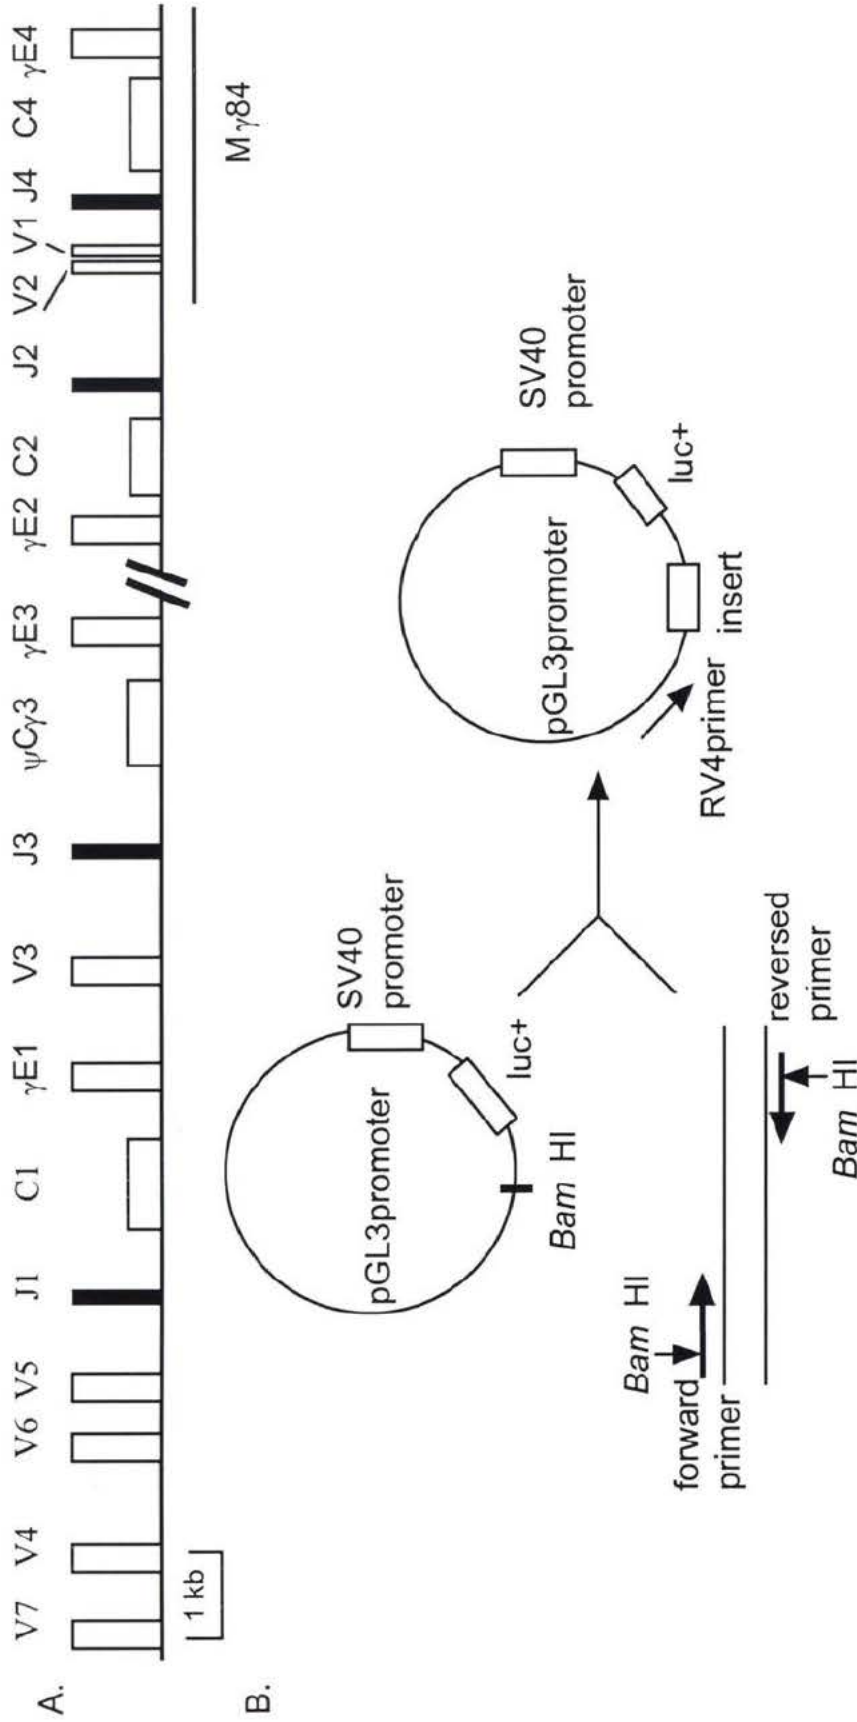 A.
V7 V4 V6 V5 J1 C1 γE1 V3 J3 ψCγ3 γE3 γE2 C2 J2 V2 V1 J4 C4 γE4
1 kb
Mγ84
B.
pGL3promoter
SV40
promoter
luc+
Bam HI
forward
primer
Bam HI
reversed
primer
Bam HI
pGL3promoter
SV40
promoter
luc+
insert
RV4primer